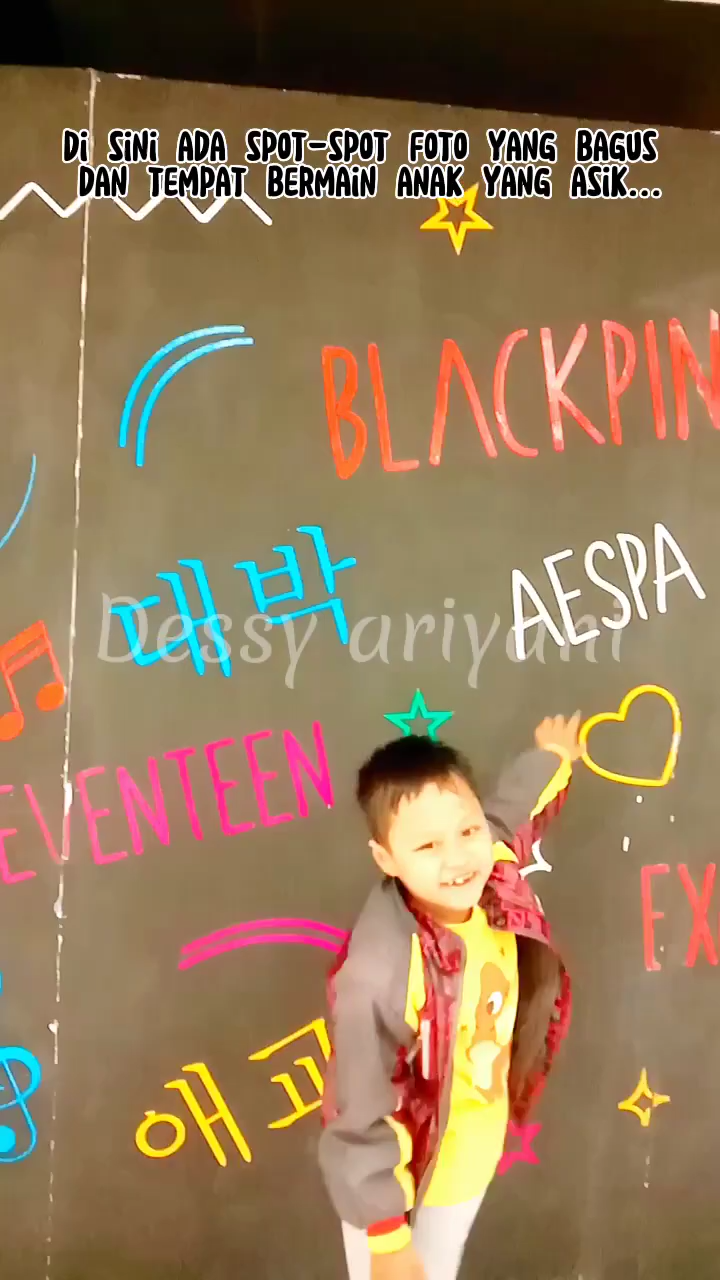 Di SiNi ADA SPOT-SPOT FOTO YANG BAGUS
DAN TEMPAT BERMAiN ANAK YANG ASiK...
BLACKPIN
대박
AESPA
Dessy ariyani
EVENTEEN
EX
애교